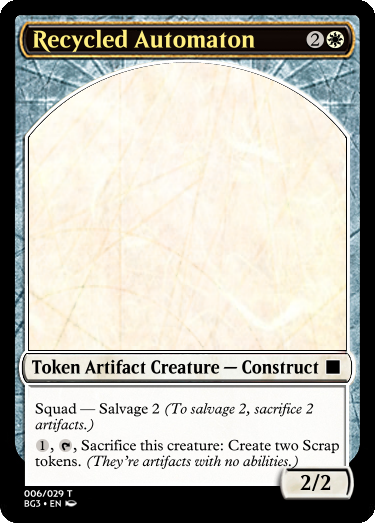 Recycled Automaton 2
Token Artifact Creature — Construct
Squad — Salvage 2 (To salvage 2, sacrifice 2
artifacts.)
1, , Sacrifice this creature: Create two Scrap
tokens. (They're artifacts with no abilities.)
2/2
006/029 T
BG3 • EN